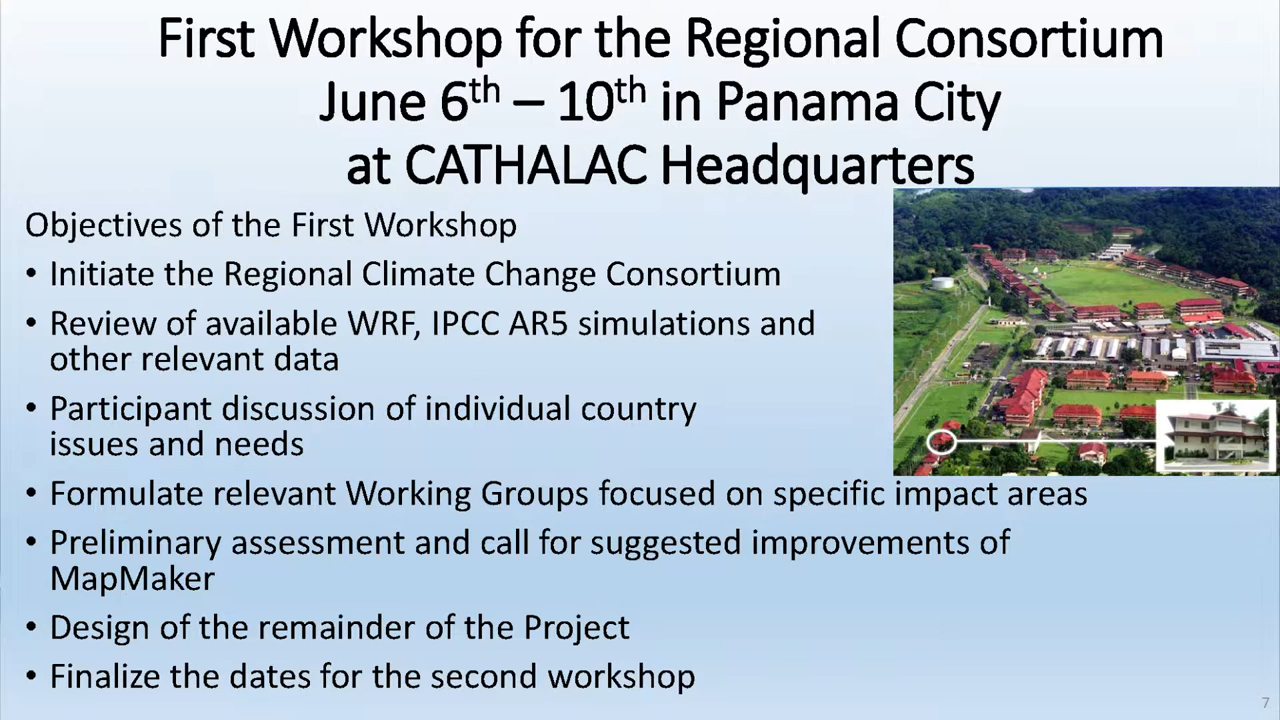 First Workshop for the Regional Consortium
June 6th – 10th in Panama City
at CATHALAC Headquarters
Objectives of the First Workshop
• Initiate the Regional Climate Change Consortium
• Review of available WRF, IPCC AR5 simulations and
other relevant data
• Participant discussion of individual country
issues and needs
• Formulate relevant Working Groups focused on specific impact areas
• Preliminary assessment and call for suggested improvements of
MapMaker
• Design of the remainder of the Project
• Finalize the dates for the second workshop
7